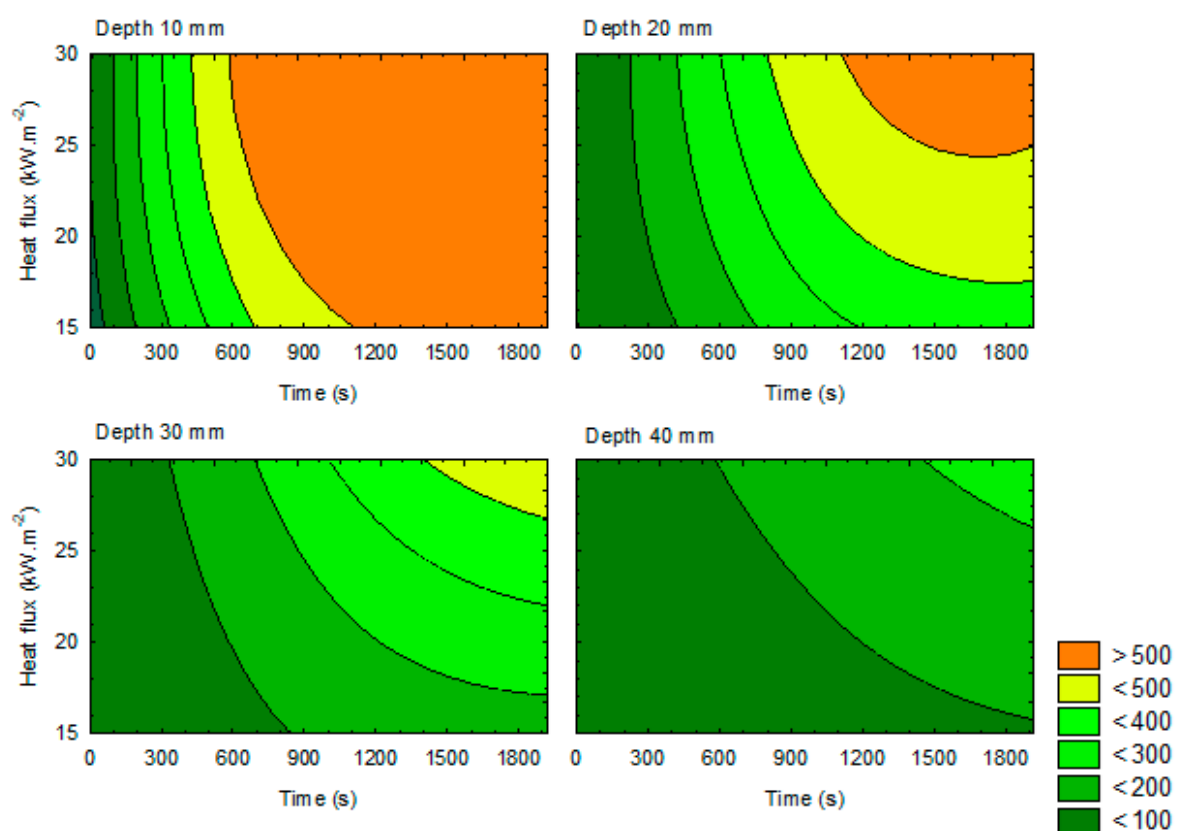 Depth 10 mm
Depth 20 mm
30
25
20
15
Heat flux (kW.m⁻²)
0 300 600 900 1200 1500 1800
0 300 600 900 1200 1500 1800
Time (s)
Time (s)
Depth 30 mm
Depth 40 mm
30
25
20
15
Heat flux (kW.m⁻²)
0 300 600 900 1200 1500 1800
0 300 600 900 1200 1500 1800
Time (s)
Time (s)
> 500
< 500
< 400
< 300
< 200
< 100